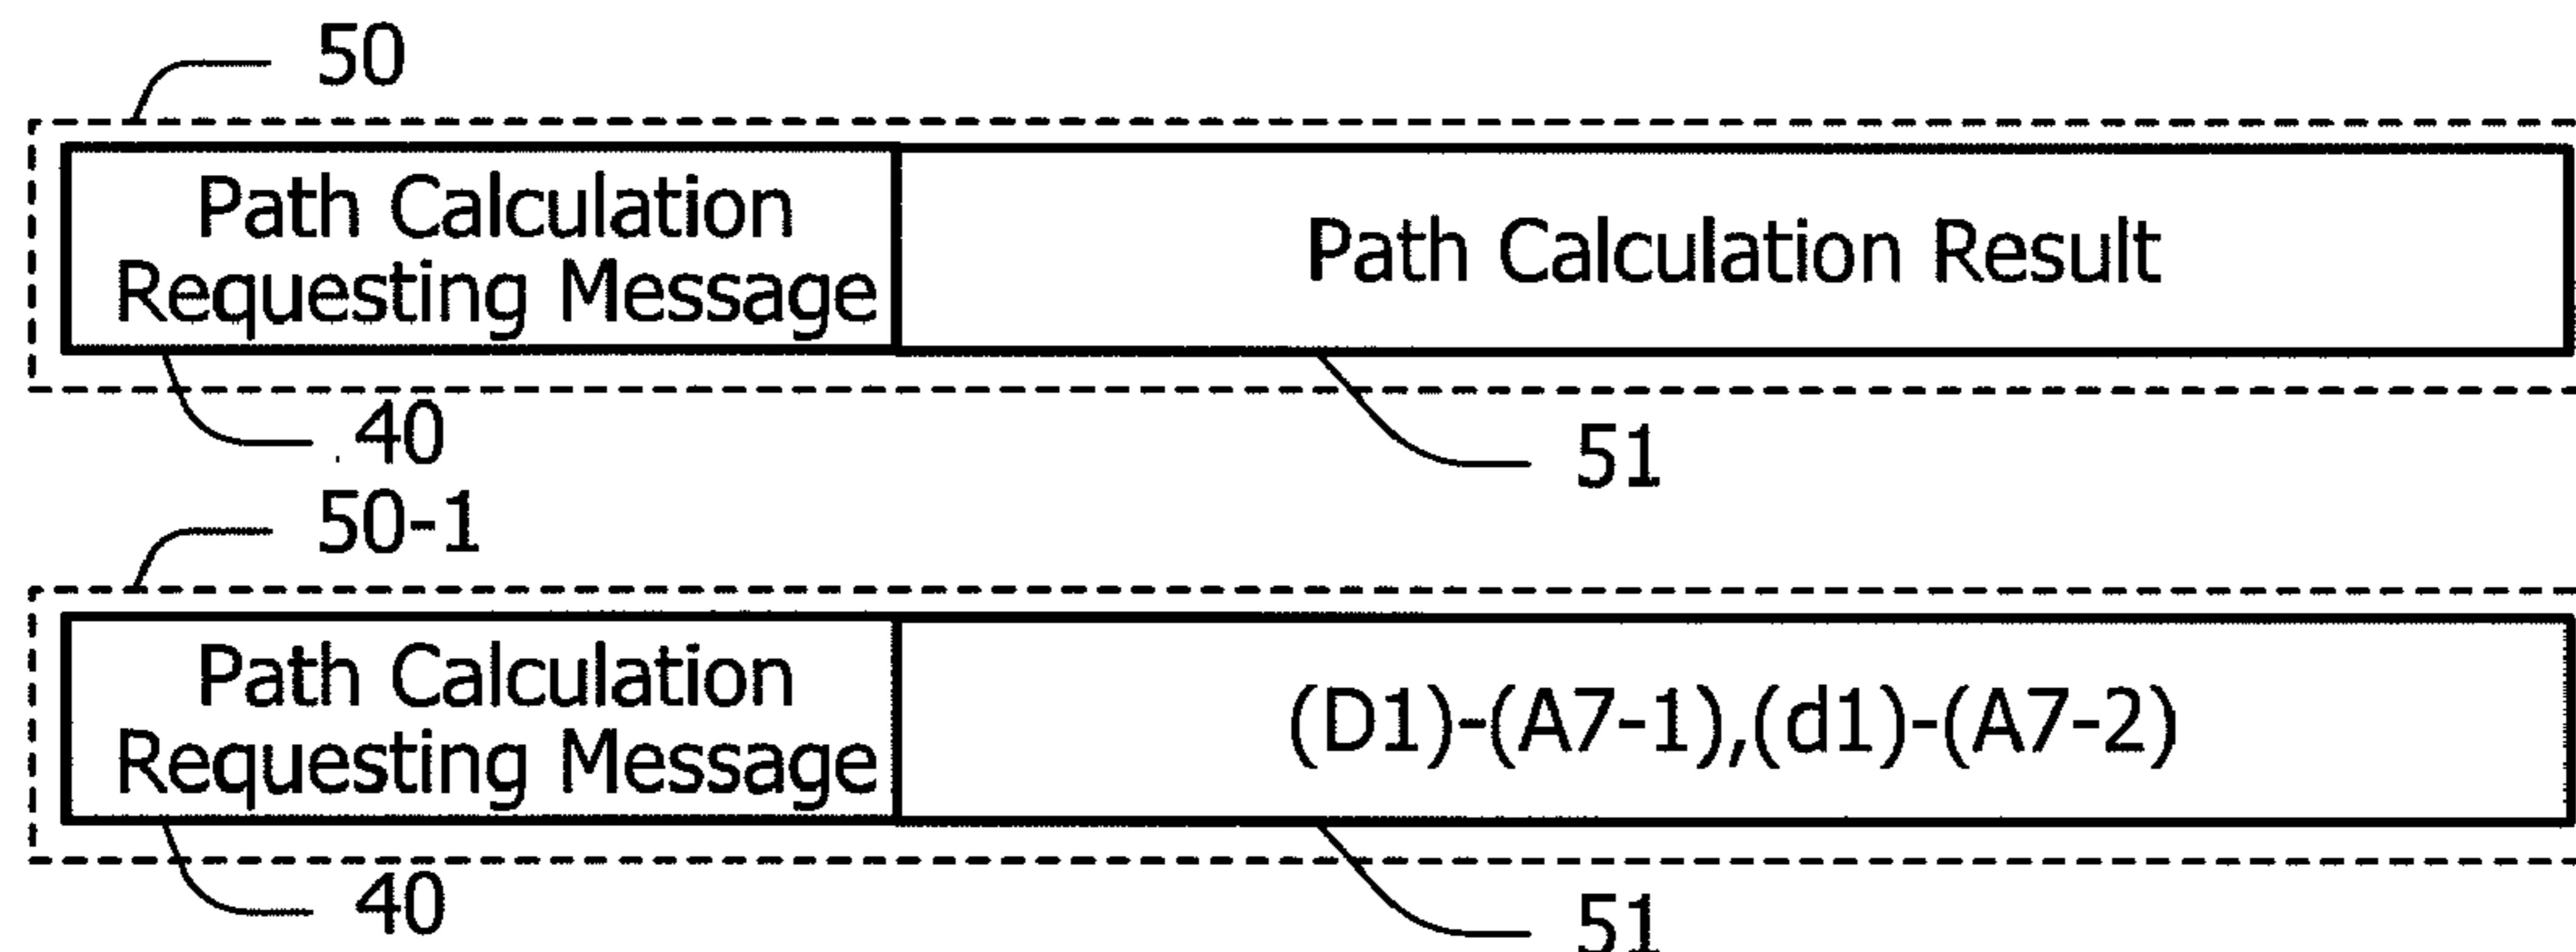 50
Path Calculation
Requesting Message
Path Calculation Result
40
51
50-1
Path Calculation
Requesting Message
(D1)-(A7-1),(d1)-(A7-2)
40
51